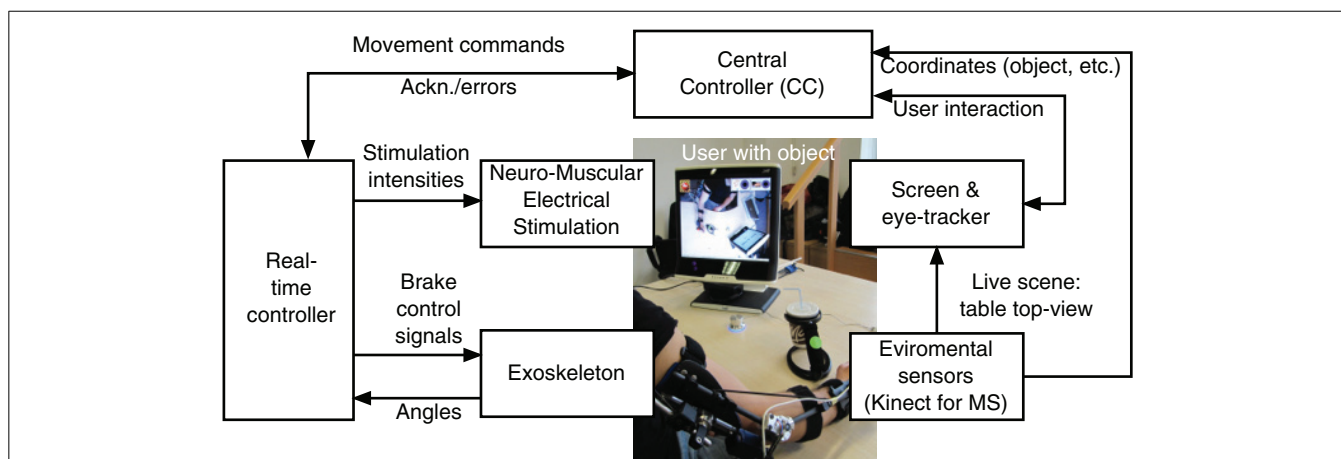 Movement commands
Ackn./errors
Central
Controller (CC)
Coordinates (object, etc.)
User interaction
Stimulation
intensities
Neuro-Muscular
Electrical
Stimulation
User with object
Screen &
eye-tracker
Real-
time
controller
Brake
control
signals
Live scene:
table top-view
Exoskeleton
Angles
Eviromental
sensors
(Kinect for MS)